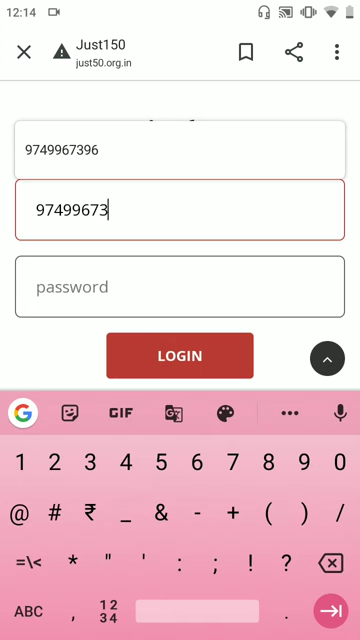 12:14
Just150
just50.org.in
9749967396
97499673
password
LOGIN
GIF
1 2 3 4 5 6 7 8 9 0
@ # ₹ _ & - + ( ) /
=\< * " ' : ; ! ?
ABC , 12 34 .